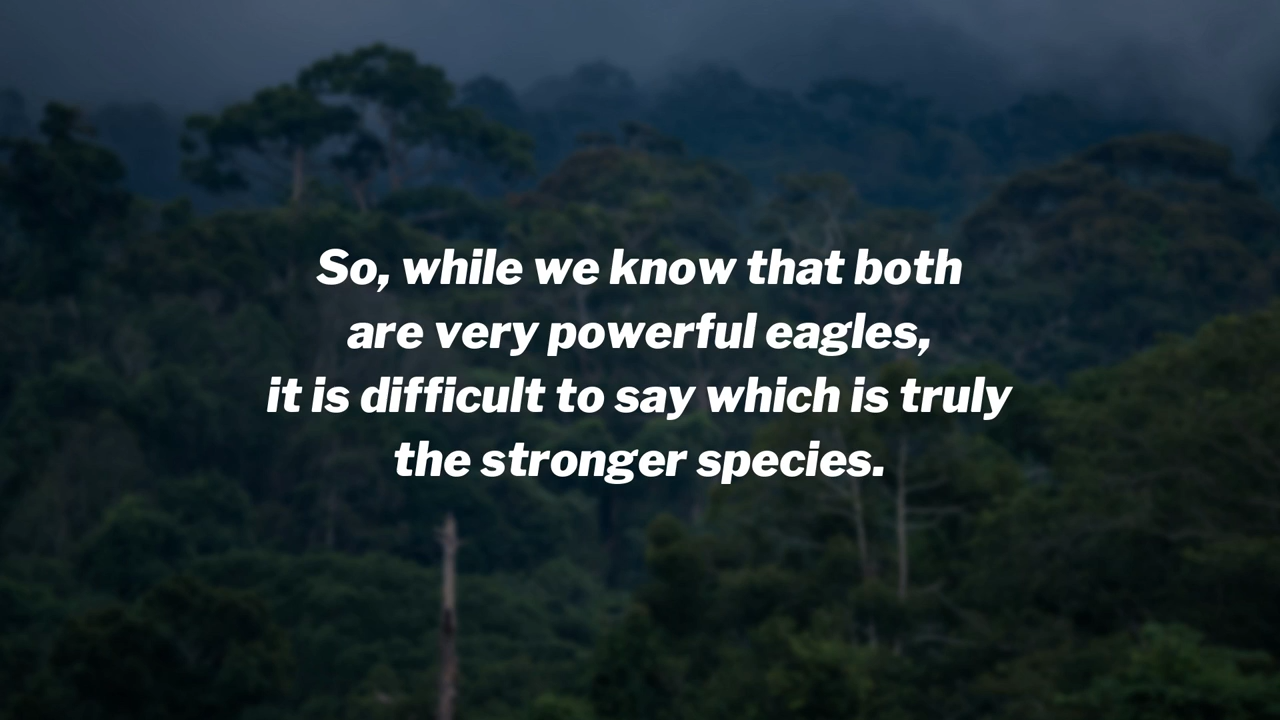 So, while we know that both
are very powerful eagles,
it is difficult to say which is truly
the stronger species.